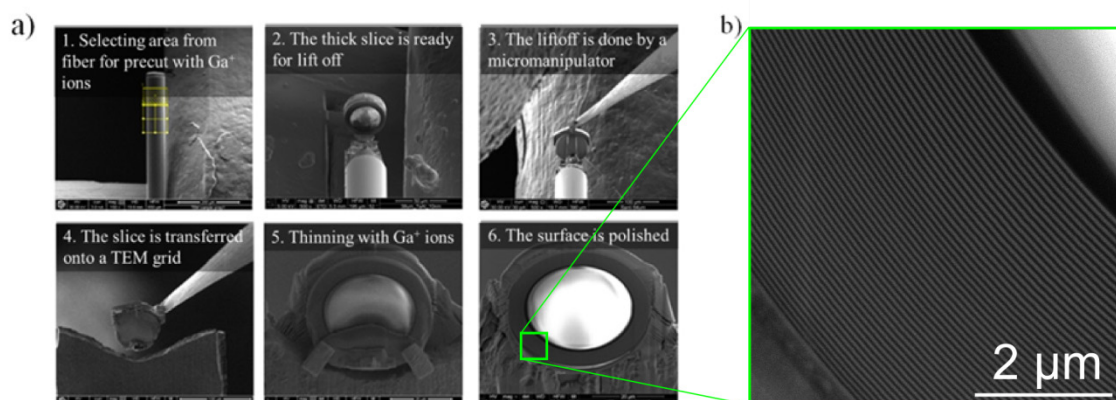 a)
1. Selecting area from
fiber for precut with Ga⁺
ions
2. The thick slice is ready
for lift off
3. The liftoff is done by a
micromanipulator
4. The slice is transferred
onto a TEM grid
5. Thinning with Ga⁺ ions
6. The surface is polished
b)
2 µm